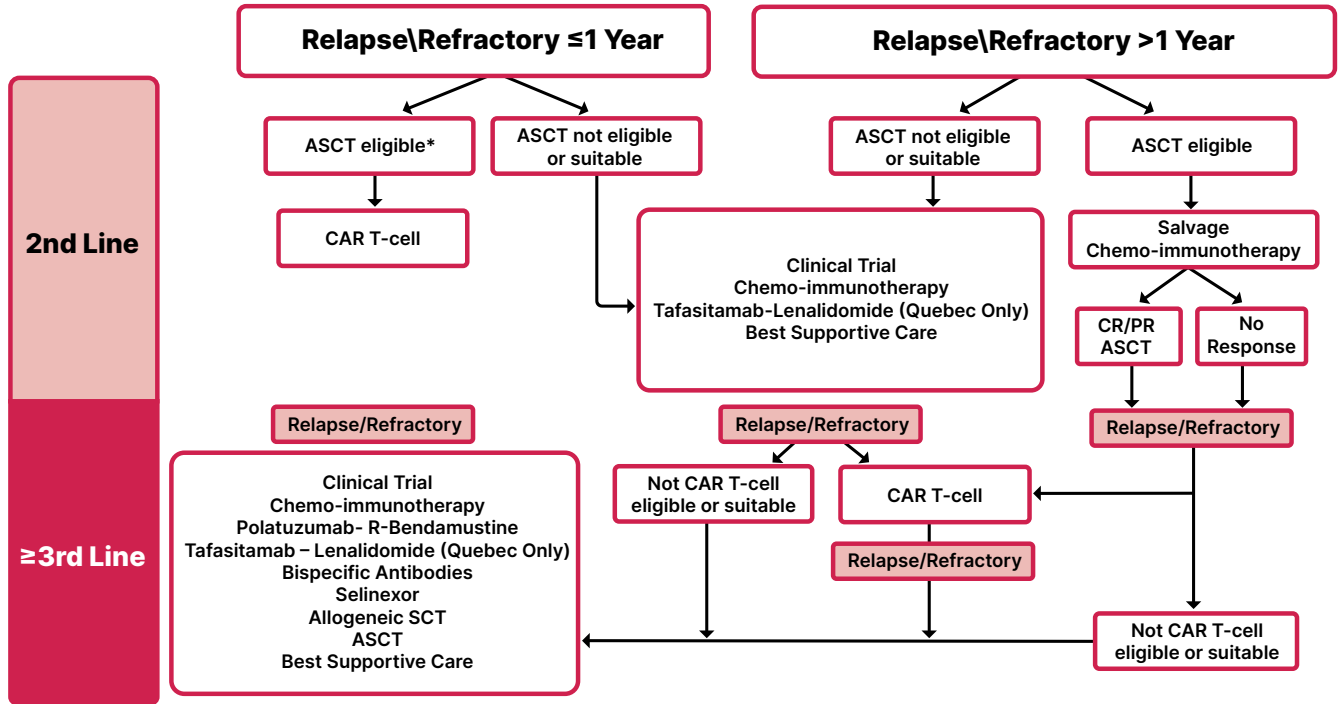 Relapse\Refractory ≤1 Year
Relapse\Refractory >1 Year
2nd Line
ASCT eligible*
ASCT not eligible
or suitable
ASCT not eligible
or suitable
ASCT eligible
CAR T-cell
Clinical Trial
Chemo-immunotherapy
Tafasitamab-Lenalidomide (Quebec Only)
Best Supportive Care
Salvage
Chemo-immunotherapy
CR/PR
ASCT
No
Response
≥3rd Line
Relapse/Refractory
Relapse/Refractory
Relapse/Refractory
Clinical Trial
Chemo-immunotherapy
Polatuzumab- R-Bendamustine
Tafasitamab – Lenalidomide (Quebec Only)
Bispecific Antibodies
Selinexor
Allogeneic SCT
ASCT
Best Supportive Care
Not CAR T-cell
eligible or suitable
CAR T-cell
Relapse/Refractory
Not CAR T-cell
eligible or suitable